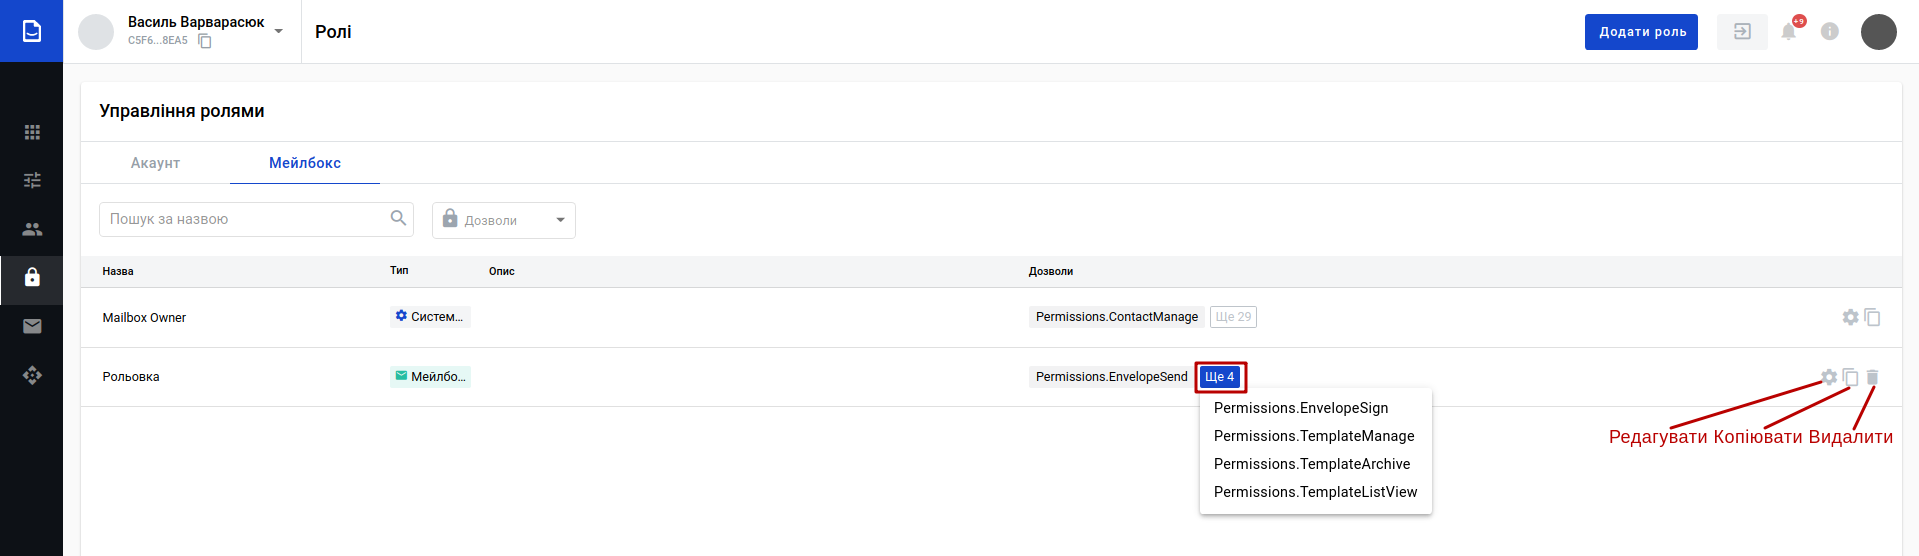 Василь Варварасюк
C5F6...8EA5
Ролі
Додати роль
+9
Управління ролями
Акаунт
Мейлбокс
Пошук за назвою
Дозволи
Назва
Тип
Опис
Дозволи
Mailbox Owner
Систем...
Permissions.ContactManage
Ще 29
Рольовка
Мейлбо...
Permissions.EnvelopeSend
Ще 4
Permissions.EnvelopeSign
Permissions.TemplateManage
Permissions.TemplateArchive
Permissions.TemplateListView
Редагувати Копіювати Видалити